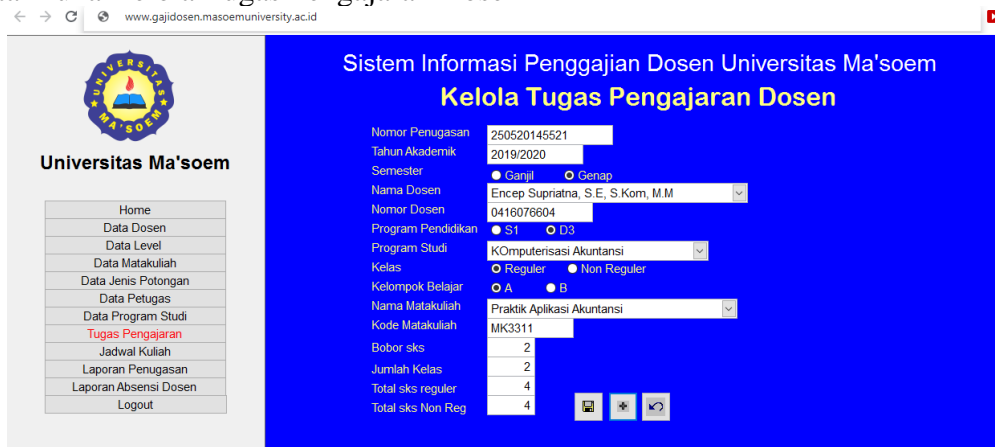 www.gajidosen.masoemuniversity.ac.id
UNIVERSITAS
MA'SOEM
Universitas Ma'soem
Home
Data Dosen
Data Level
Data Matakuliah
Data Jenis Potongan
Data Petugas
Data Program Studi
Tugas Pengajaran
Jadwal Kuliah
Laporan Penugasan
Laporan Absensi Dosen
Logout
Sistem Informasi Penggajian Dosen Universitas Ma'soem
Kelola Tugas Pengajaran Dosen
Nomor Penugasan 250520145521
Tahun Akademik 2019/2020
Semester Ganjil Genap
Nama Dosen Encep Supriatna, S.E, S.Kom, M.M
Nomor Dosen 0416076604
Program Pendidikan S1 D3
Program Studi KOmputerisasi Akuntansi
Kelas Reguler Non Reguler
Kelompok Belajar A B
Nama Matakuliah Praktik Aplikasi Akuntansi
Kode Matakuliah MK3311
Bobor sks 2
Jumlah Kelas 2
Total sks reguler 4
Total sks Non Reg 4